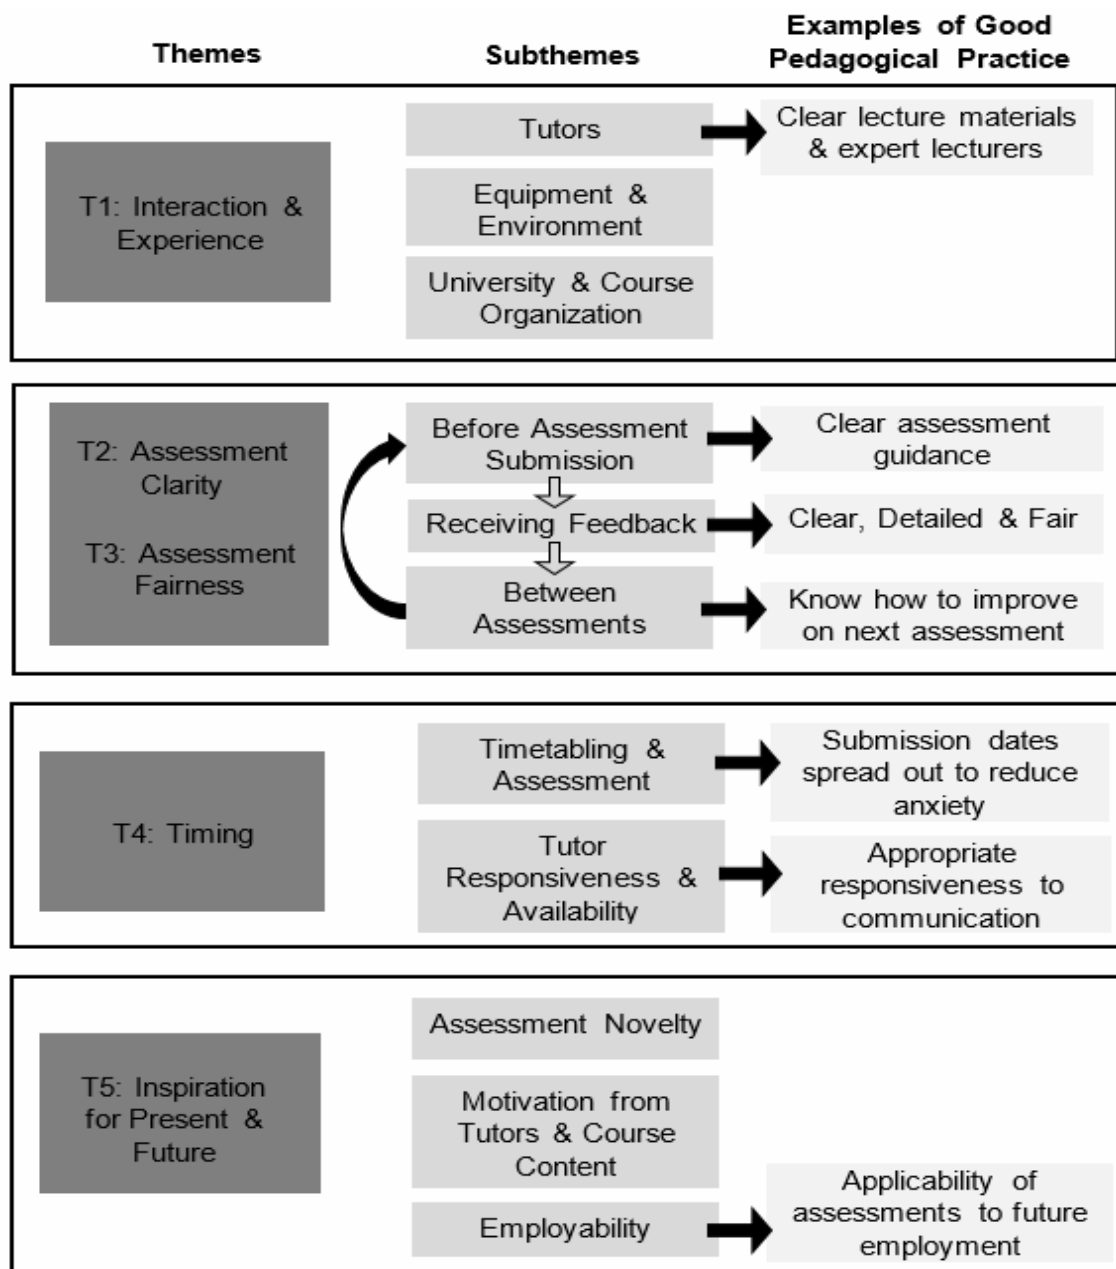 Themes
Subthemes
Examples of Good
Pedagogical Practice
T1: Interaction &
Experience
Tutors
Clear lecture materials
& expert lecturers
Equipment &
Environment
University & Course
Organization
T2: Assessment
Clarity
T3: Assessment
Fairness
Before Assessment
Submission
Clear assessment
guidance
Receiving Feedback
Clear, Detailed & Fair
Between
Assessments
Know how to improve
on next assessment
T4: Timing
Timetabling &
Assessment
Submission dates
spread out to reduce
anxiety
Tutor
Responsiveness &
Availability
Appropriate
responsiveness to
communication
T5: Inspiration
for Present &
Future
Assessment Novelty
Motivation from
Tutors & Course
Content
Employability
Applicability of
assessments to future
employment